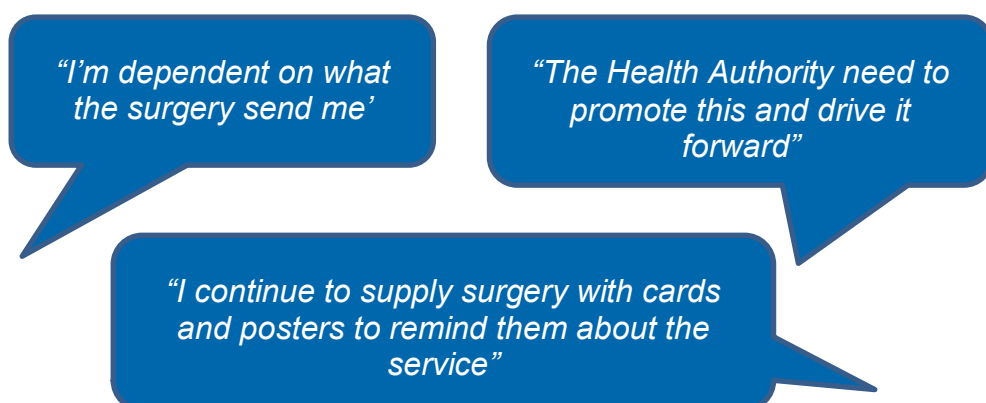 “I’m dependent on what
the surgery send me’
“The Health Authority need to
promote this and drive it
forward”
“I continue to supply surgery with cards
and posters to remind them about the
service”